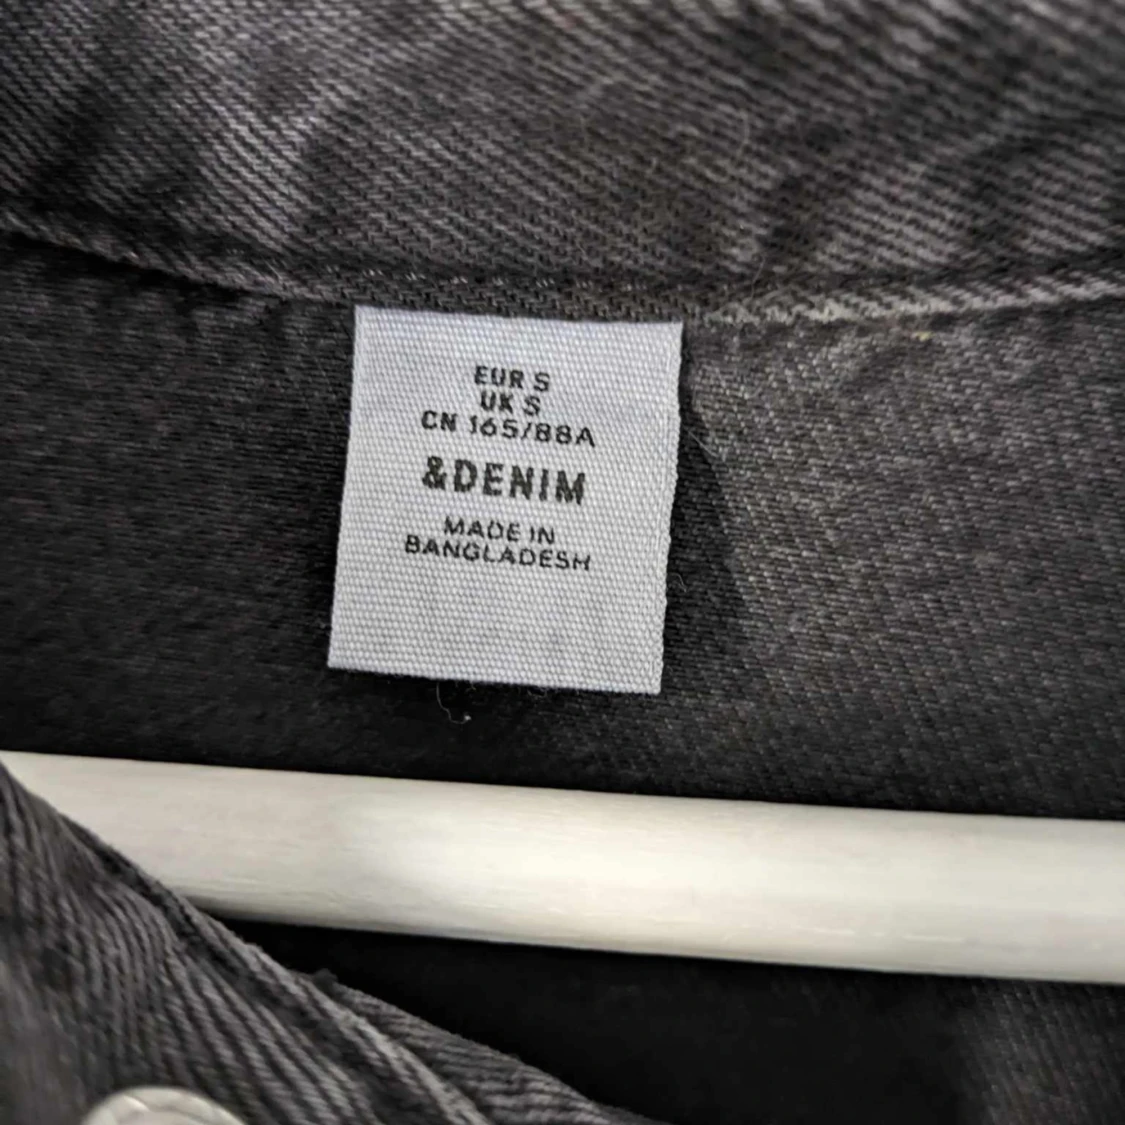 EUR S
UK S
CN 165/88A
&DENIM
MADE IN
BANGLADESH